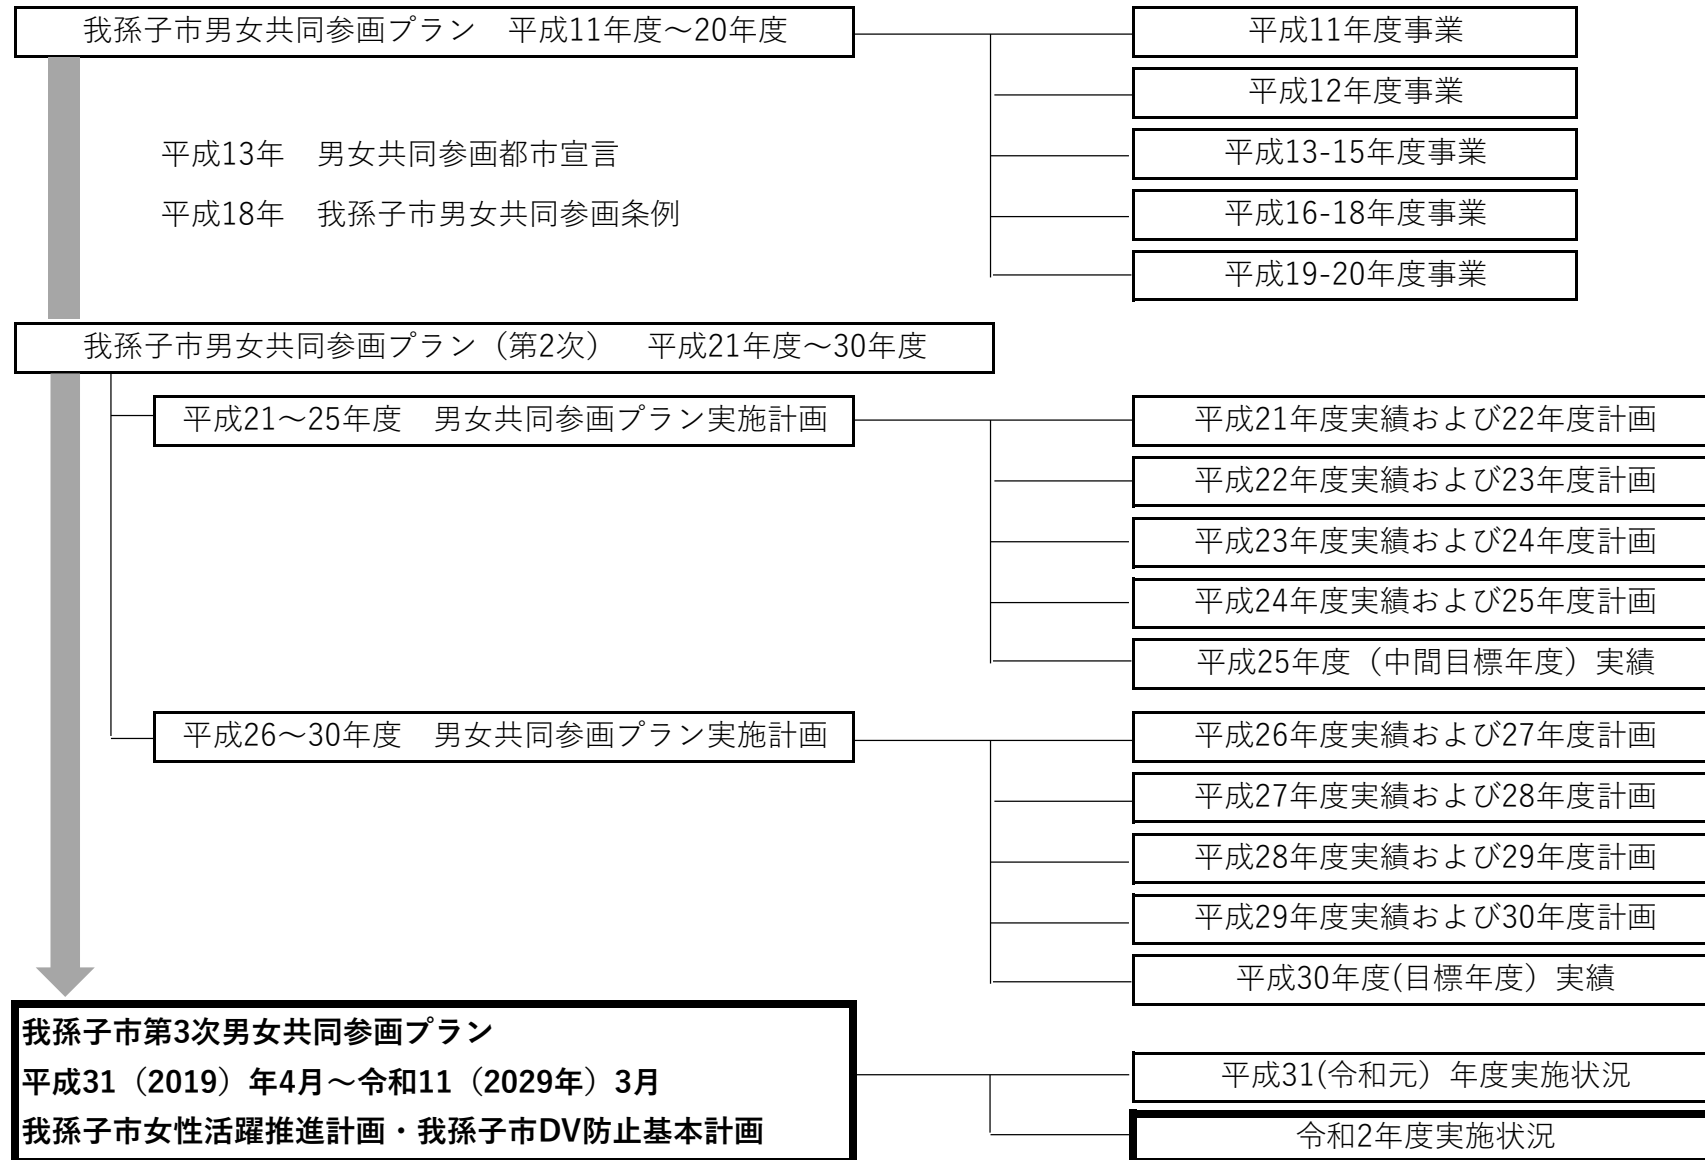 我孫子市男女共同参画プラン　平成11年度～20年度
平成11年度事業
平成12年度事業
平成13-15年度事業
平成16-18年度事業
平成19-20年度事業
平成13年　男女共同参画都市宣言
平成18年　我孫子市男女共同参画条例
我孫子市男女共同参画プラン（第2次）　平成21年度～30年度
平成21～25年度　男女共同参画プラン実施計画
平成21年度実績および22年度計画
平成22年度実績および23年度計画
平成23年度実績および24年度計画
平成24年度実績および25年度計画
平成25年度（中間目標年度）実績
平成26～30年度　男女共同参画プラン実施計画
平成26年度実績および27年度計画
平成27年度実績および28年度計画
平成28年度実績および29年度計画
平成29年度実績および30年度計画
平成30年度(目標年度）実績
我孫子市第3次男女共同参画プラン
平成31（2019）年4月～令和11（2029年）3月
我孫子市女性活躍推進計画・我孫子市DV防止基本計画
平成31(令和元）年度実施状況
令和2年度実施状況